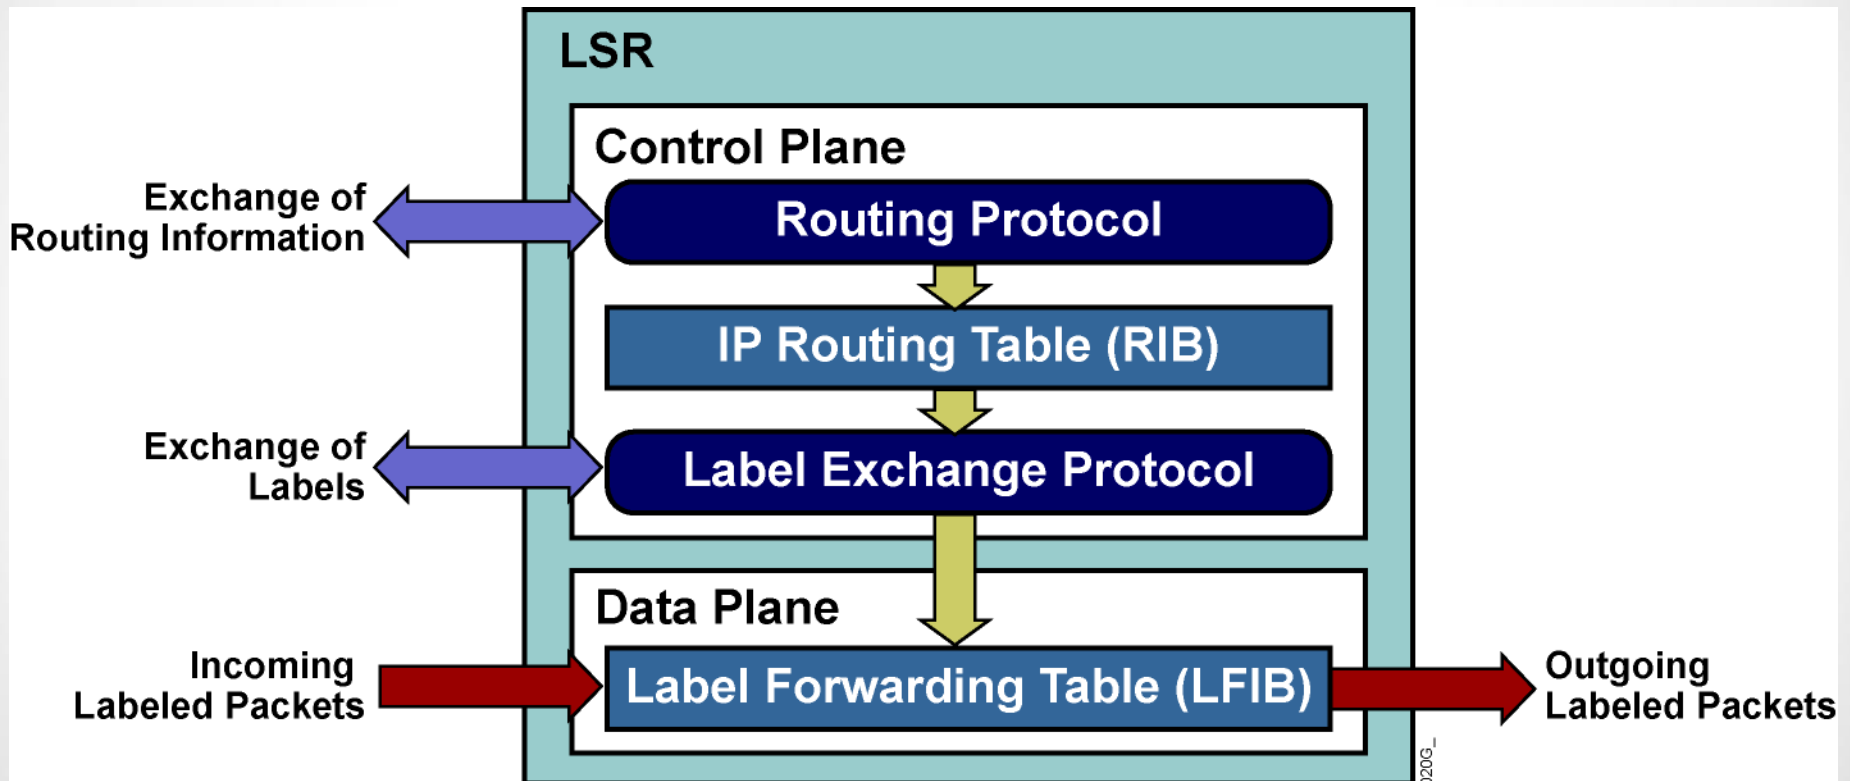 LSR
Control Plane
Exchange of
Routing Information
Routing Protocol
IP Routing Table (RIB)
Exchange of
Labels
Label Exchange Protocol
Data Plane
Incoming
Labeled Packets
Label Forwarding Table (LFIB)
Outgoing
Labeled Packets
020G_